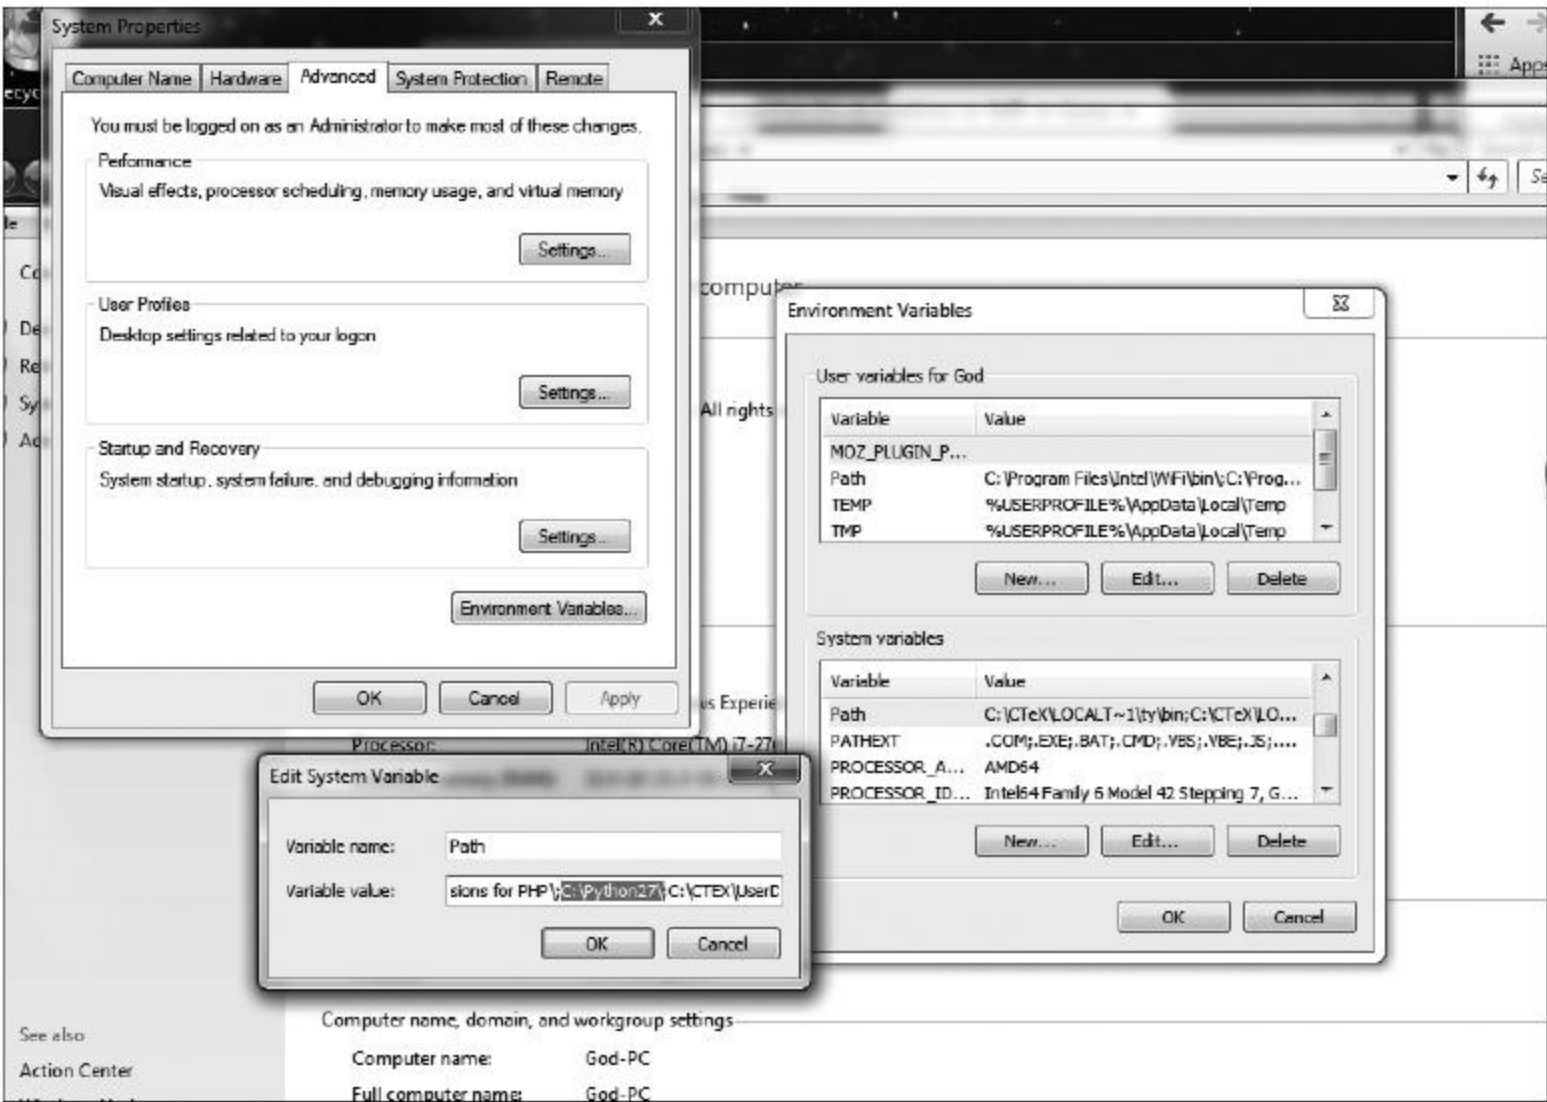 System Properties
Computer Name Hardware Advanced System Protection Remote
You must be logged on as an Administrator to make most of these changes.
Performance
Visual effects, processor scheduling, memory usage, and virtual memory
Settings...
User Profiles
Desktop settings related to your logon
Settings...
Startup and Recovery
System startup, system failure, and debugging information
Settings...
Environment Variables...
OK Cancel Apply
Apps
computer
All rights
Processor: Intel(R) Core(TM) i7-27
Environment Variables
User variables for God
Variable Value
MOZ_PLUGIN_P...
Path C:\Program Files\Intel\WiFi\bin\;C:\Prog...
TEMP %USERPROFILE%\AppData\Local\Temp
TMP %USERPROFILE%\AppData\Local\Temp
New... Edit... Delete
System variables
Variable Value
Path C:\CTeX\LOCALT~1\ty\bin;C:\CTeX\LO...
PATHEXT .COM;.EXE;.BAT;.CMD;.VBS;.VBE;.JS;....
PROCESSOR_A... AMD64
PROCESSOR_ID... Intel64 Family 6 Model 42 Stepping 7, G...
New... Edit... Delete
OK Cancel
Edit System Variable
Variable name: Path
Variable value: sions for PHP\;C:\Python27\;C:\CTEX\UserD
OK Cancel
See also
Action Center
Computer name, domain, and workgroup settings
Computer name: God-PC
Full computer name: God-PC